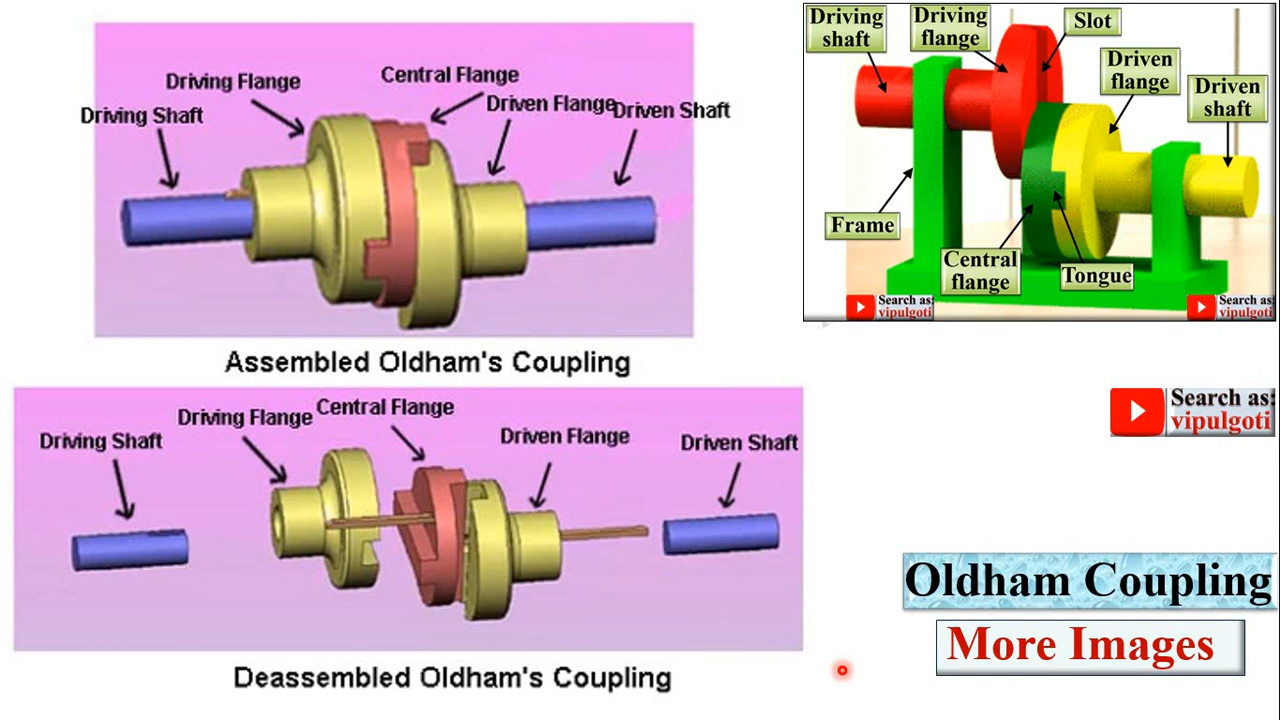 Driving Flange
Central Flange
Driving Shaft
Driven Flange
Driven Shaft
Assembled Oldham's Coupling
Driving Shaft
Driving Flange
Central Flange
Driven Flange
Driven Shaft
Deassembled Oldham's Coupling
Driving
shaft
Driving
flange
Slot
Driven
flange
Driven
shaft
Frame
Central
flange
Tongue
Search as:
vipulgoti
Search as:
vipulgoti
Search as:
vipulgoti
Oldham Coupling
More Images